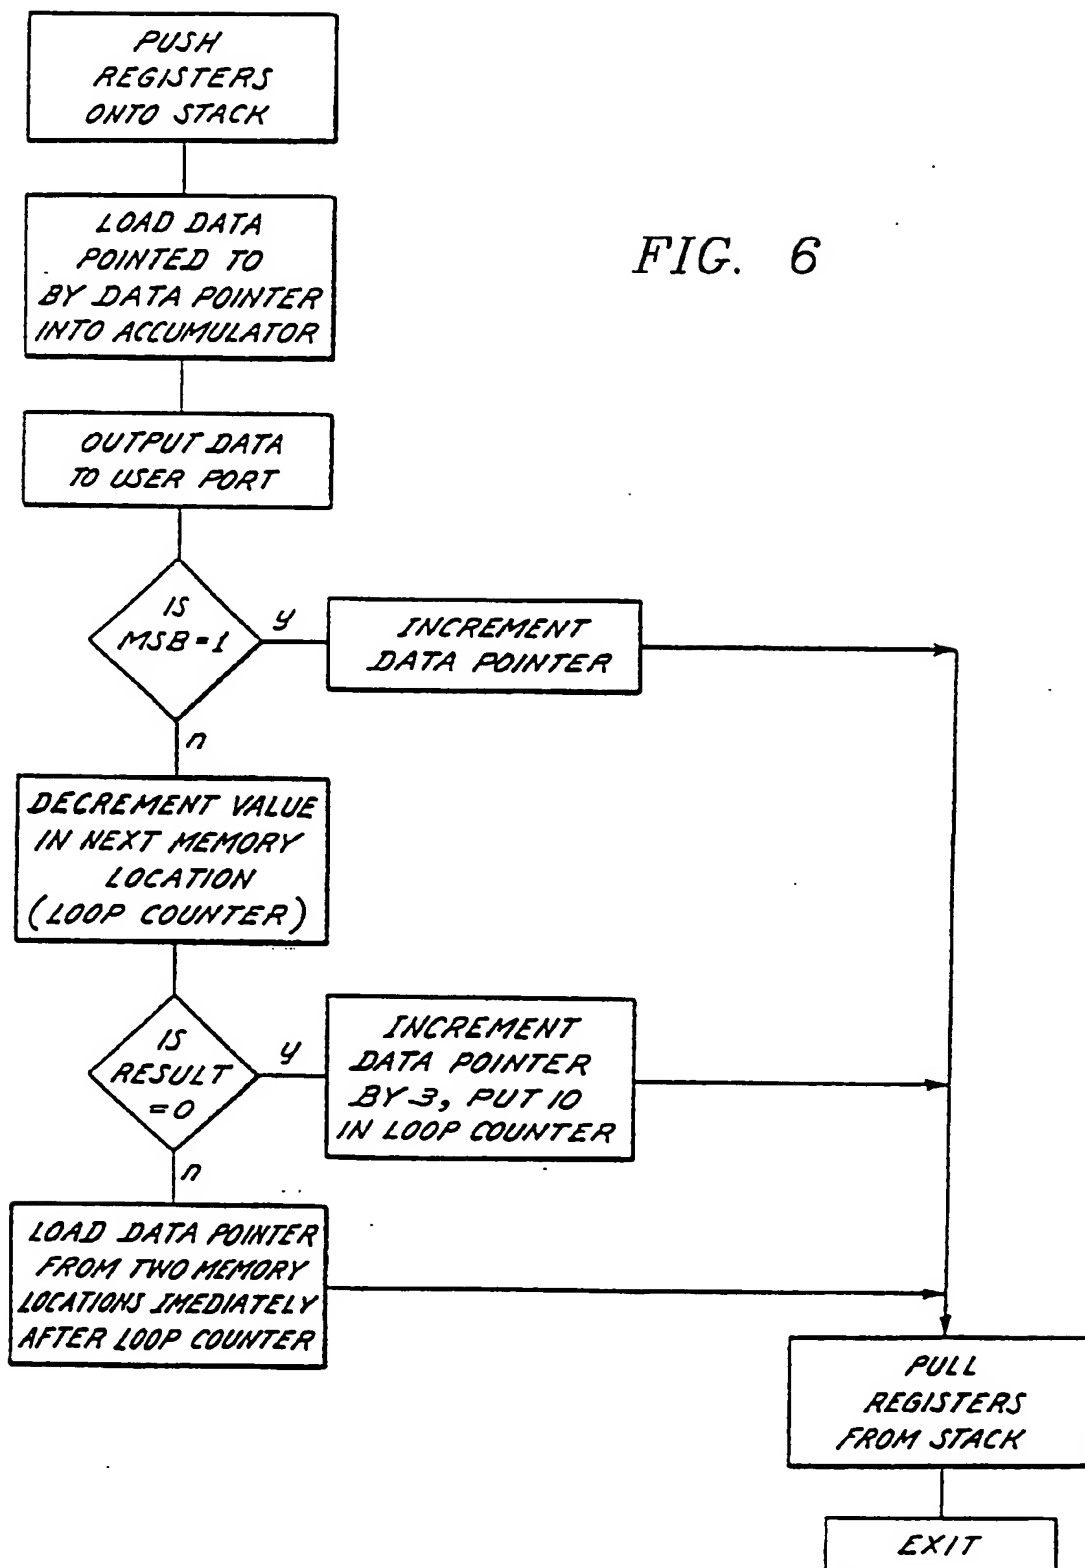 PUSH
REGISTERS
ONTO STACK
LOAD DATA
POINTED TO
BY DATA POINTER
INTO ACCUMULATOR
FIG. 6
OUTPUT DATA
TO USER PORT
IS
MSB=1
y
INCREMENT
DATA POINTER
n
DECREMENT VALUE
IN NEXT MEMORY
LOCATION
(LOOP COUNTER)
IS
RESULT
=0
y
INCREMENT
DATA POINTER
BY 3, PUT 10
IN LOOP COUNTER
n
LOAD DATA POINTER
FROM TWO MEMORY
LOCATIONS IMEDIATELY
AFTER LOOP COUNTER
PULL
REGISTERS
FROM STACK
EXIT